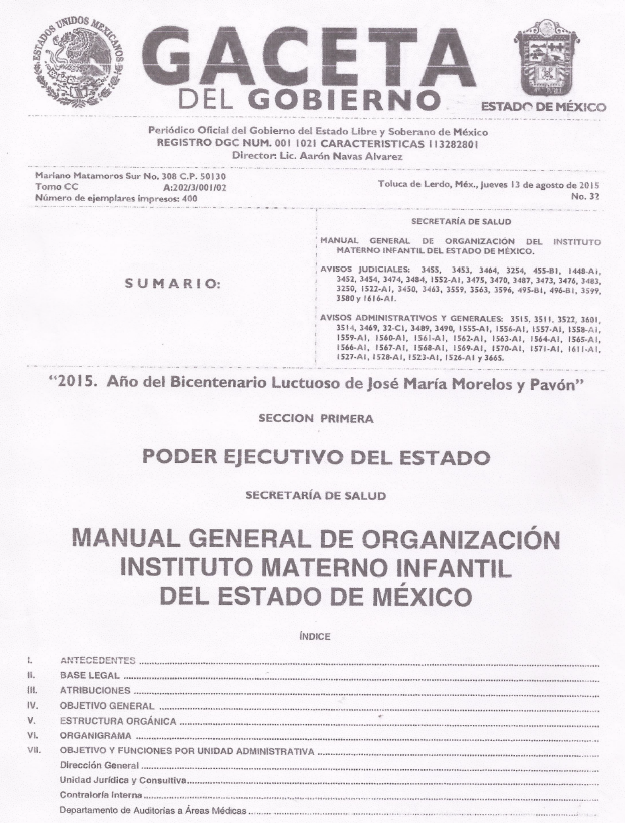 ESTADOS UNIDOS MEXICANOS
GACETA
DEL GOBIERNO
ESTADO DE MÉXICO
Periódico Oficial del Gobierno del Estado Libre y Soberano de México
REGISTRO DGC NUM. 001 1021 CARACTERISTICAS 113282801
Director: Lic. Aarón Navas Alvarez
Mariano Matamoros Sur No. 308 C.P. 50130
Tomo CC A:202/3/001/02
Número de ejemplares impresos: 400
Toluca de Lerdo, Méx., jueves 13 de agosto de 2015
No. 32
SUMARIO:
SECRETARÍA DE SALUD
MANUAL GENERAL DE ORGANIZACIÓN DEL INSTITUTO
MATERNO INFANTIL DEL ESTADO DE MÉXICO.
AVISOS JUDICIALES: 3455, 3453, 3464, 3254, 455-B1, 1448-A1,
3452, 3454, 3474, 3484, 1552-A1, 3475, 3470, 3487, 3473, 3476, 3483,
3250, 1522-A1, 3450, 3463, 3559, 3563, 3596, 495-B1, 496-B1, 3599,
3580 y 1616-A1.
AVISOS ADMINISTRATIVOS Y GENERALES: 3515, 3511, 3522, 3601,
3514, 3469, 32-C1, 3489, 3490, 1555-A1, 1556-A1, 1557-A1, 1558-A1,
1559-A1, 1560-A1, 1561-A1, 1562-A1, 1563-A1, 1564-A1, 1565-A1,
1566-A1, 1567-A1, 1568-A1, 1569-A1, 1570-A1, 1571-A1, 1611-A1,
1527-A1, 1528-A1, 1523-A1, 1526-A1 y 3665.
“2015. Año del Bicentenario Luctuoso de José María Morelos y Pavón”
SECCION PRIMERA
PODER EJECUTIVO DEL ESTADO
SECRETARÍA DE SALUD
MANUAL GENERAL DE ORGANIZACIÓN
INSTITUTO MATERNO INFANTIL
DEL ESTADO DE MÉXICO
ÍNDICE
I. ANTECEDENTES
II. BASE LEGAL
III. ATRIBUCIONES
IV. OBJETIVO GENERAL
V. ESTRUCTURA ORGÁNICA
VI. ORGANIGRAMA
VII. OBJETIVO Y FUNCIONES POR UNIDAD ADMINISTRATIVA
Dirección General
Unidad Jurídica y Consultiva
Contraloría Interna
Departamento de Auditorías a Áreas Médicas